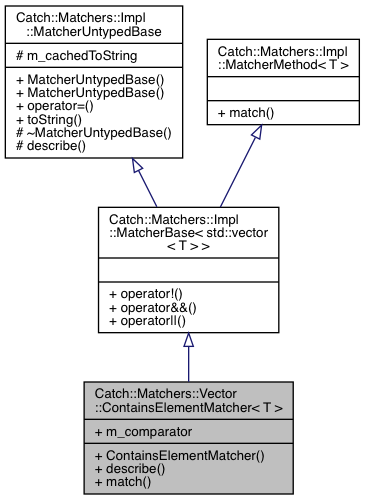 Catch::Matchers::Impl
::MatcherUntypedBase
# m_cachedToString
+ MatcherUntypedBase()
+ MatcherUntypedBase()
+ operator=()
+ toString()
# ~MatcherUntypedBase()
# describe()
Catch::Matchers::Impl
::MatcherMethod< T >
+ match()
Catch::Matchers::Impl
::MatcherBase< std::vector
< T > >
+ operator!()
+ operator&&()
+ operator||()
Catch::Matchers::Vector
::ContainsElementMatcher< T >
+ m_comparator
+ ContainsElementMatcher()
+ describe()
+ match()